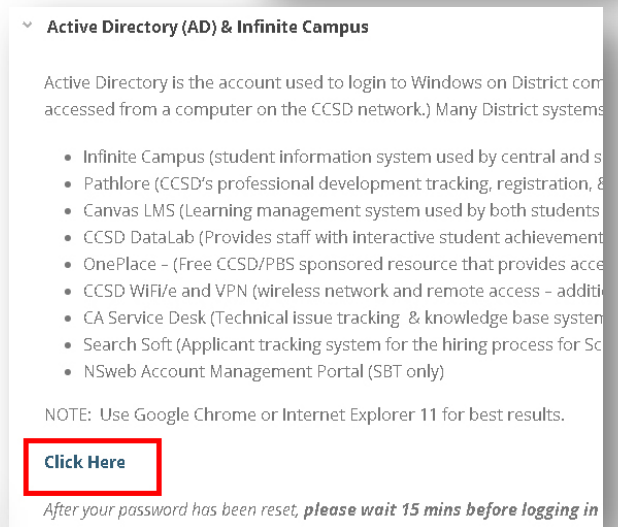 Active Directory (AD) & Infinite Campus
Active Directory is the account used to login to Windows on District com
accessed from a computer on the CCSD network.) Many District systems
• Infinite Campus (student information system used by central and s
• Pathlore (CCSD's professional development tracking, registration, &
• Canvas LMS (Learning management system used by both students
• CCSD DataLab (Provides staff with interactive student achievement
• OnePlace – (Free CCSD/PBS sponsored resource that provides acce
• CCSD WiFi/e and VPN (wireless network and remote access – additi
• CA Service Desk (Technical issue tracking & knowledge base system
• Search Soft (Applicant tracking system for the hiring process for Sc
• NSweb Account Management Portal (SBT only)
NOTE: Use Google Chrome or Internet Explorer 11 for best results.
Click Here
After your password has been reset, please wait 15 mins before logging in